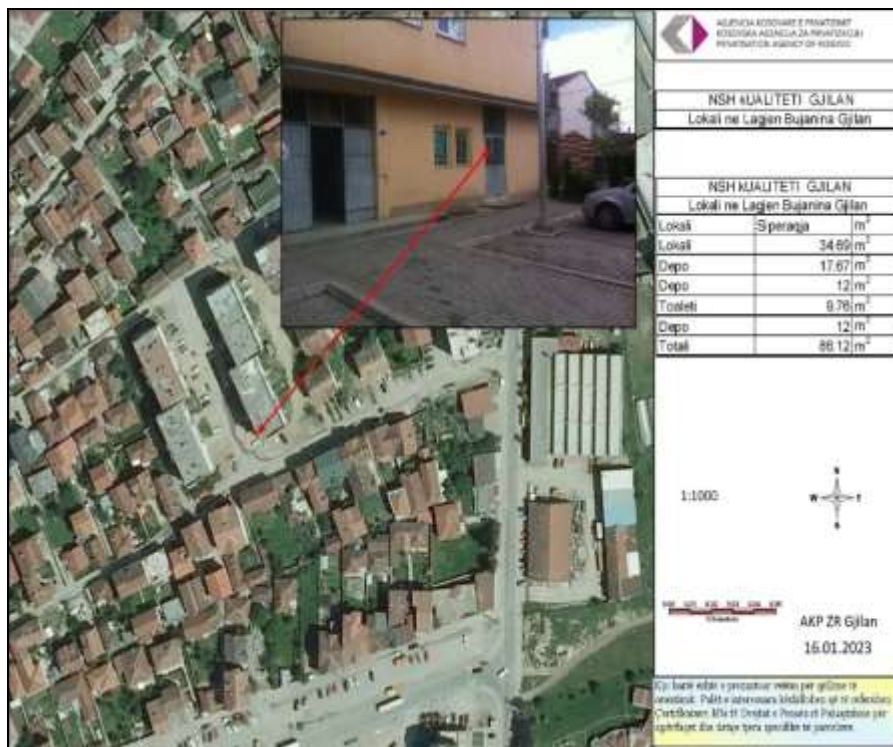 AGJENCIA KOSOVARE E PRIVATIZIMIT
KOSOVSKA AGENCIJA ZA PRIVATIZACIJU
PRIVATISATION AGENCY OF KOSOVO
NSH KUALITETI GJILAN
Lokali ne Lagjen Bujanina Gjilan
NSH KUALITETI GJILAN
Lokali ne Lagjen Bujanina Gjilan
Lokali Siperaqja m²
Lokali 34.69 m²
Depo 17.67 m²
Depo 12 m²
Toaleti 9.76 m²
Depo 12 m²
Totali 86.12 m²
N
1:1000
W E
S
AKP ZR Gjilan
16.01.2023